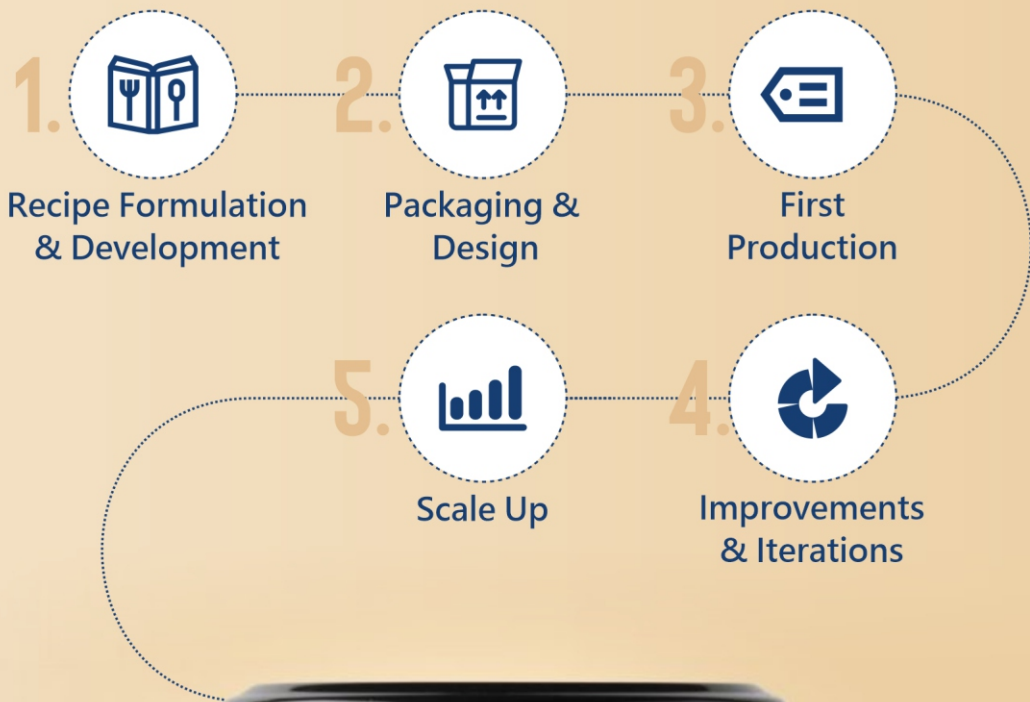 1.
Recipe Formulation
& Development
2.
Packaging &
Design
3.
First
Production
4.
Improvements
& Iterations
5.
Scale Up